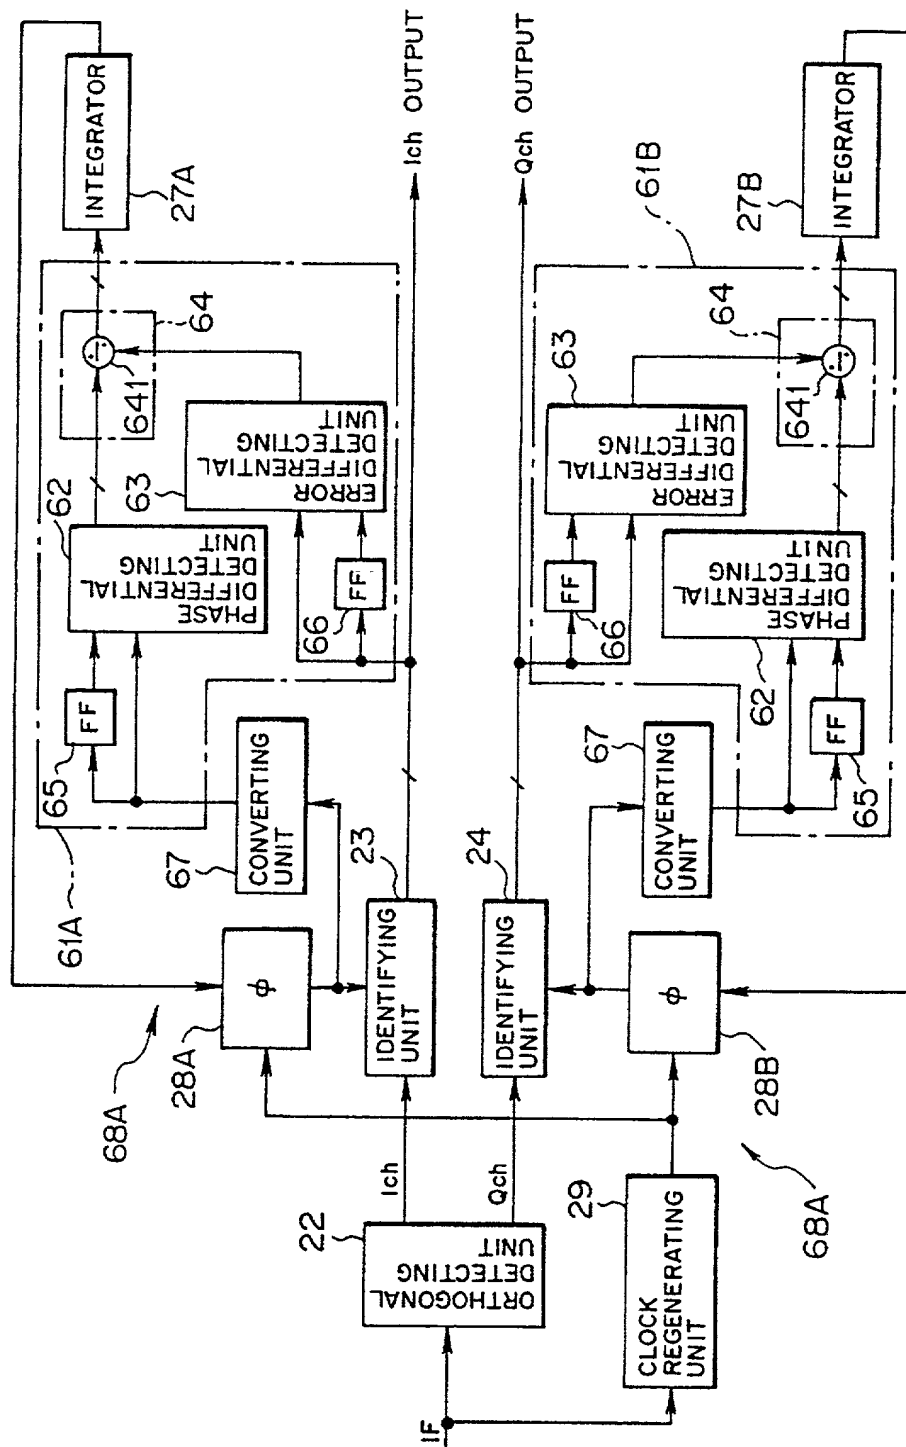 IF
ORTHOGONAL
DETECTING
UNIT
22
CLOCK
REGENERATING
UNIT
29
Ich
Qch
68A
68A
28A
φ
28B
φ
IDENTIFYING
UNIT
23
IDENTIFYING
UNIT
24
CONVERTING
UNIT
67
CONVERTING
UNIT
67
61A
65
FF
PHASE
DIFFERENTIAL
DETECTING
UNIT
62
66
FF
ERROR
DIFFERENTIAL
DETECTING
UNIT
63
641
64
INTEGRATOR
27A
Ich OUTPUT
Qch OUTPUT
FF
66
ERROR
DIFFERENTIAL
DETECTING
UNIT
63
FF
65
PHASE
DIFFERENTIAL
DETECTING
UNIT
62
641
64
61B
INTEGRATOR
27B